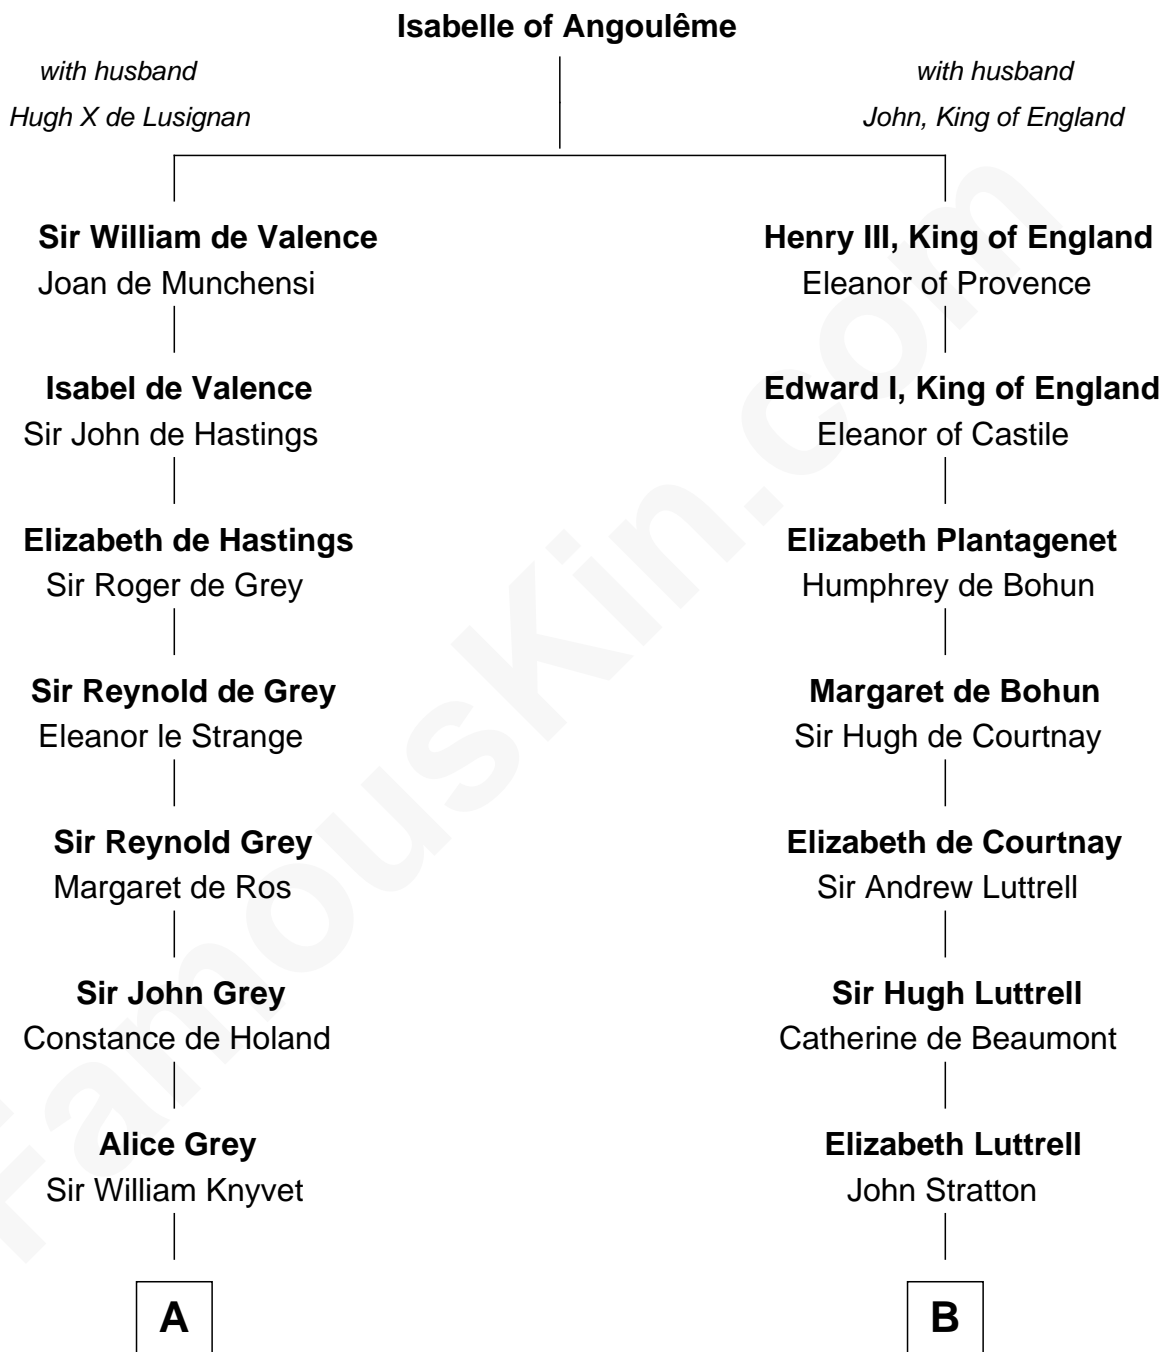 Isabelle of Angoulême
with husband
Hugh X de Lusignan
with husband
John, King of England
Sir William de Valence
Joan de Munchensi
Henry III, King of England
Eleanor of Provence
Isabel de Valence
Sir John de Hastings
Edward I, King of England
Eleanor of Castile
Elizabeth de Hastings
Sir Roger de Grey
Elizabeth Plantagenet
Humphrey de Bohun
Sir Reynold de Grey
Eleanor le Strange
Margaret de Bohun
Sir Hugh de Courtnay
Sir Reynold Grey
Margaret de Ros
Elizabeth de Courtnay
Sir Andrew Luttrell
Sir John Grey
Constance de Holand
Sir Hugh Luttrell
Catherine de Beaumont
Alice Grey
Sir William Knyvet
Elizabeth Luttrell
John Stratton
A
B
FamousKin.com